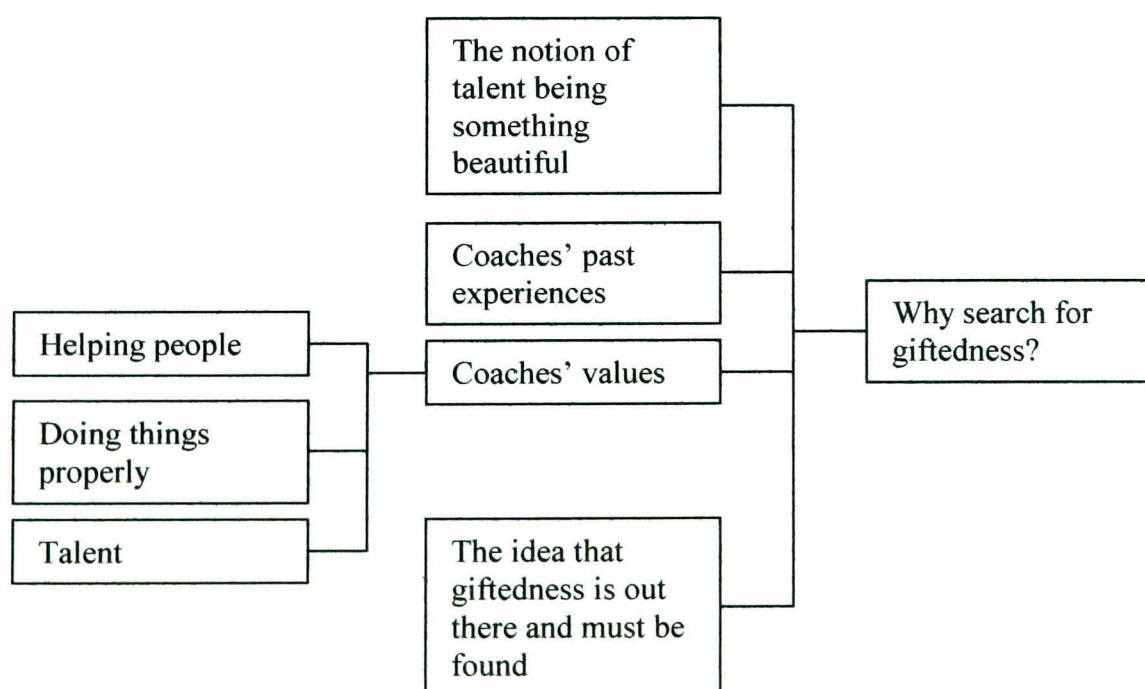 The notion of
talent being
something
beautiful
Coaches’ past
experiences
Why search for
giftedness?
Helping people
Coaches’ values
Doing things
properly
Talent
The idea that
giftedness is out
there and must be
found